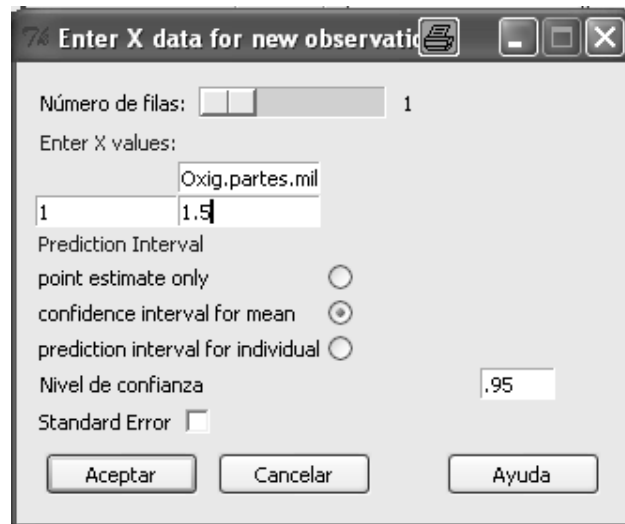 Enter X data for new observatic
Número de filas: 1
Enter X values:
Oxig.partes.mil
1 1.5
Prediction Interval
point estimate only
confidence interval for mean
prediction interval for individual
Nivel de confianza .95
Standard Error
Aceptar Cancelar Ayuda